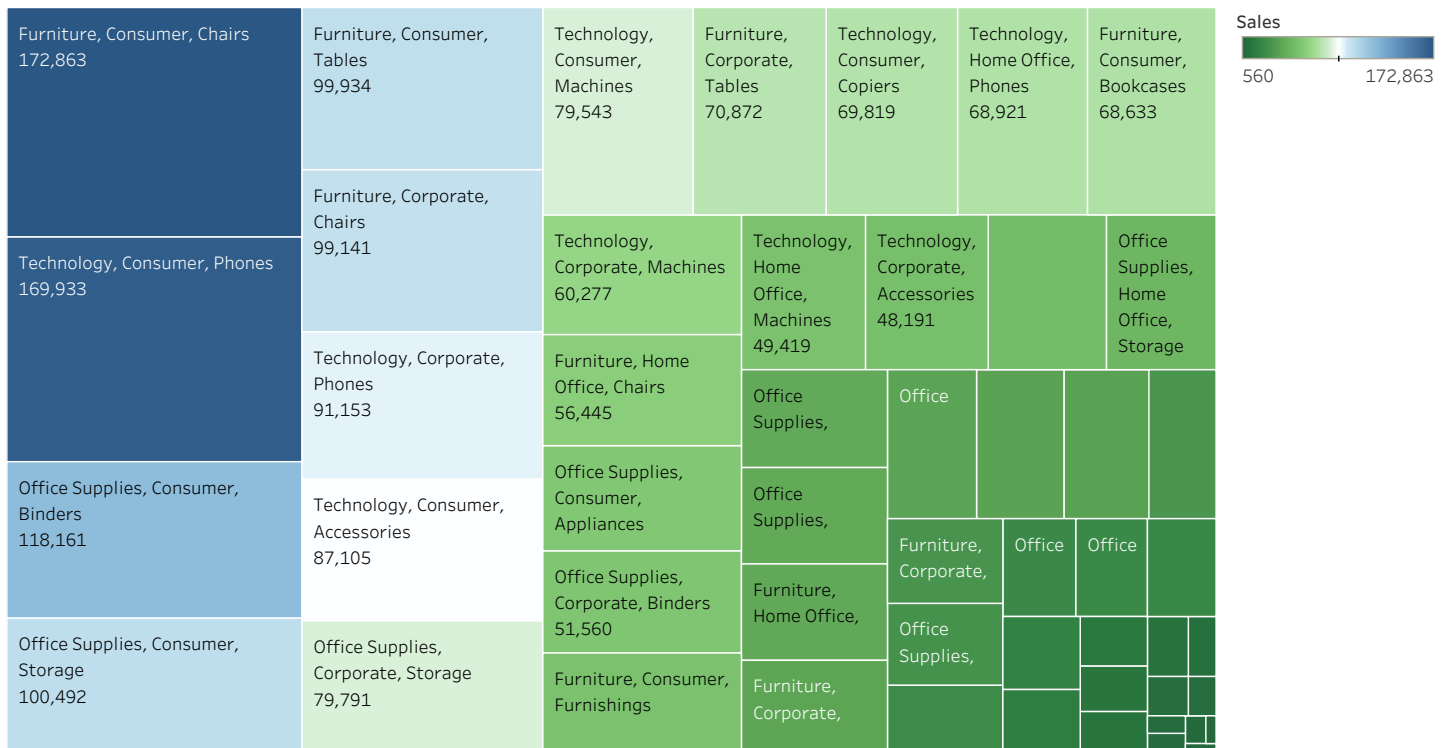 Furniture, Consumer, Chairs
172,863
Technology, Consumer, Phones
169,933
Office Supplies, Consumer,
Binders
118,161
Office Supplies, Consumer,
Storage
100,492
Furniture, Consumer,
Tables
99,934
Furniture, Corporate,
Chairs
99,141
Technology, Corporate,
Phones
91,153
Technology, Consumer,
Accessories
87,105
Office Supplies,
Corporate, Storage
79,791
Technology,
Consumer,
Machines
79,543
Furniture,
Corporate,
Tables
70,872
Technology,
Consumer,
Copiers
69,819
Technology,
Home Office,
Phones
68,921
Furniture,
Consumer,
Bookcases
68,633
Technology,
Corporate, Machines
60,277
Furniture, Home
Office, Chairs
56,445
Office Supplies,
Consumer,
Appliances
Office Supplies,
Corporate, Binders
51,560
Furniture, Consumer,
Furnishings
Technology,
Home
Office,
Machines
49,419
Technology,
Corporate,
Accessories
48,191
Office
Supplies,
Home
Office,
Storage
Office
Supplies,
Office
Supplies,
Furniture,
Home Office,
Furniture,
Corporate,
Office
Furniture,
Corporate,
Office
Supplies,
Office
Office
Sales
560
172,863